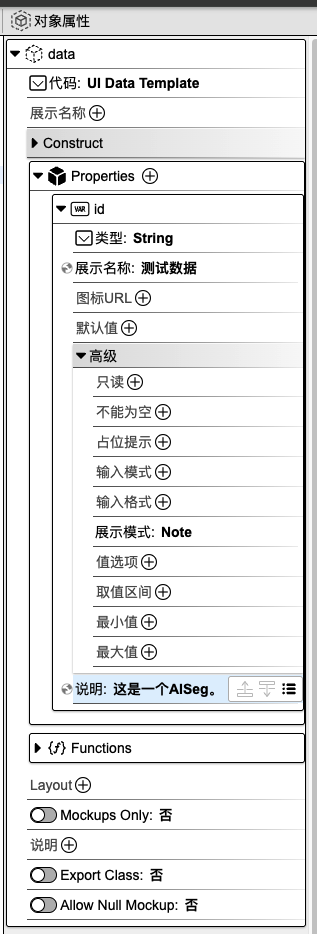 对象属性
data
代码: UI Data Template
展示名称
Construct
Properties
VAR id
类型: String
展示名称: 测试数据
图标URL
默认值
高级
只读
不能为空
占位提示
输入模式
输入格式
展示模式: Note
值选项
取值区间
最小值
最大值
说明: 这是一个AISeg。
{f} Functions
Layout
Mockups Only: 否
说明
Export Class: 否
Allow Null Mockup: 否